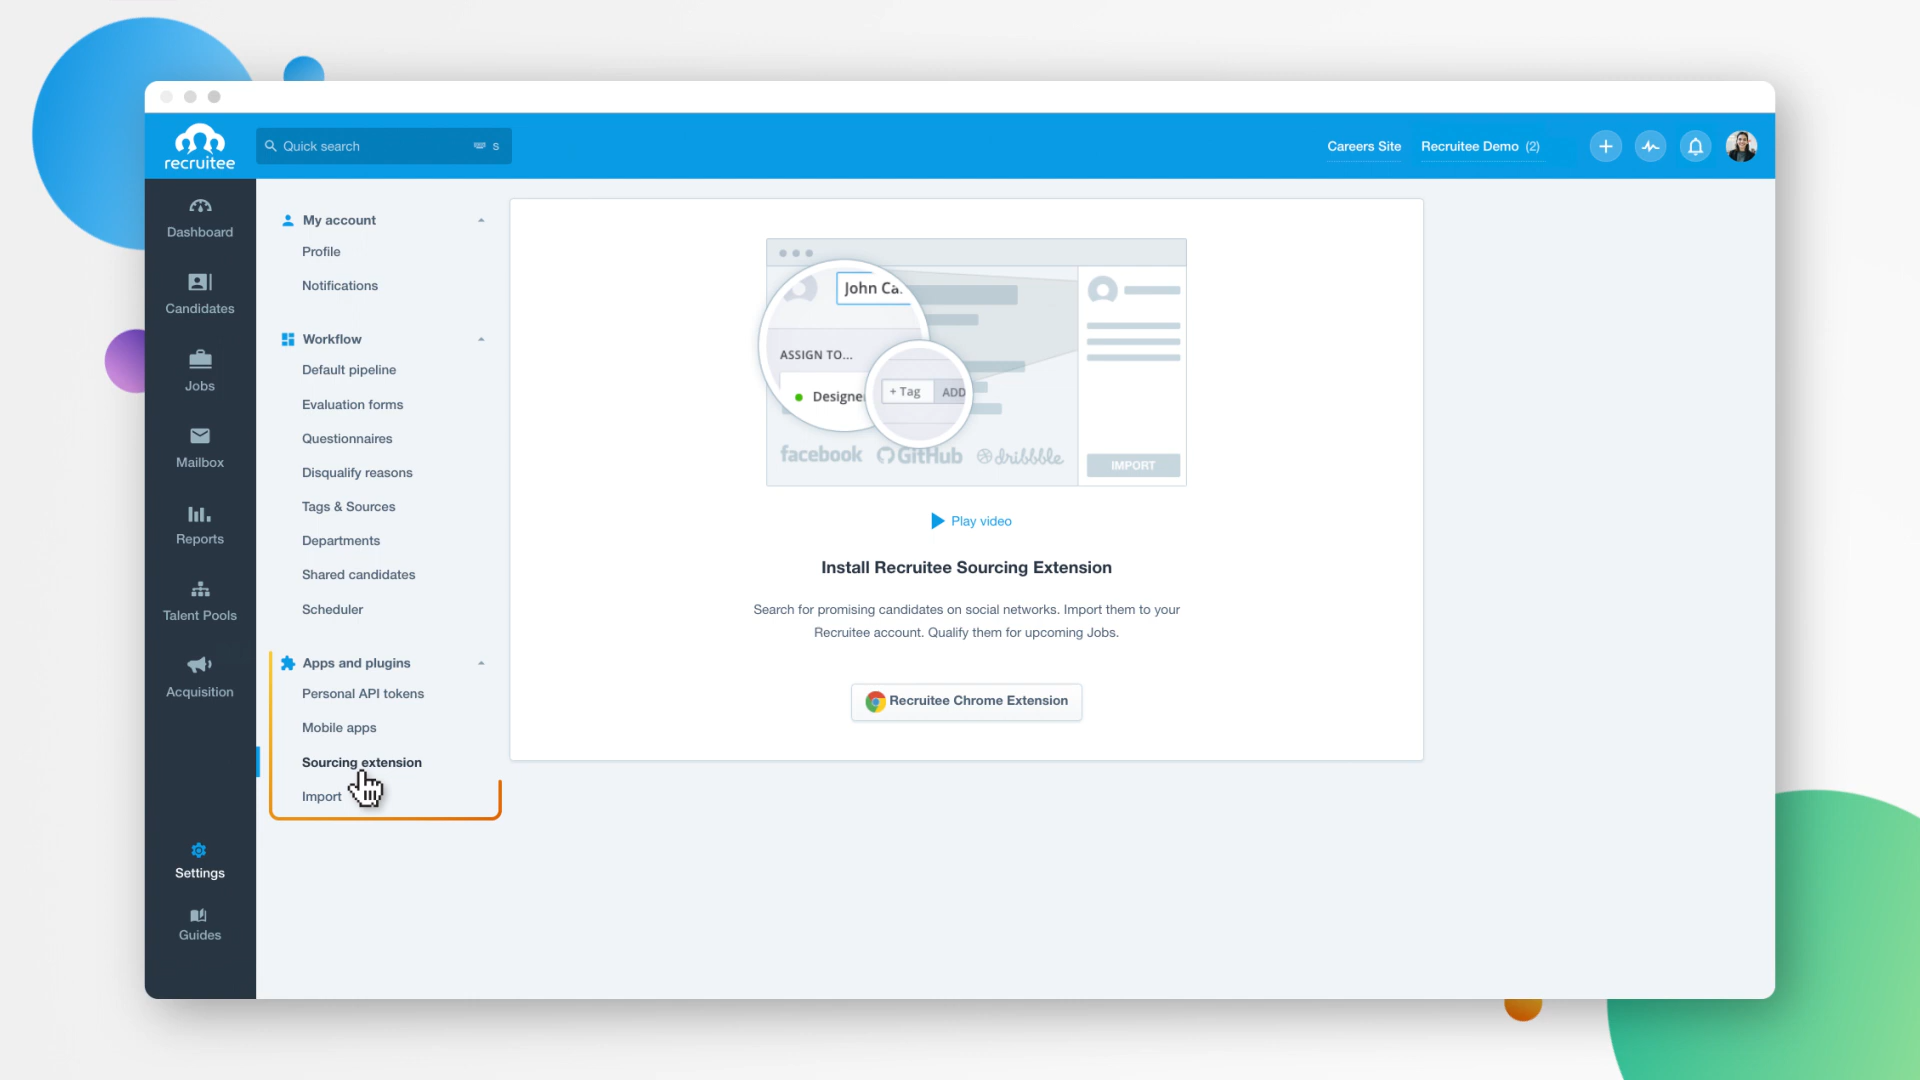 recruitee
Quick search
S
Careers Site
Recruitee Demo (2)
Dashboard
Candidates
Jobs
Mailbox
Reports
Talent Pools
Acquisition
Settings
Guides
My account
Profile
Notifications
Workflow
Default pipeline
Evaluation forms
Questionnaires
Disqualify reasons
Tags & Sources
Departments
Shared candidates
Scheduler
Apps and plugins
Personal API tokens
Mobile apps
Sourcing extension
Import
John Ca
ASSIGN TO...
Designe
+ Tag ADD
facebook GitHub dribbble
IMPORT
Play video
Install Recruitee Sourcing Extension
Search for promising candidates on social networks. Import them to your
Recruitee account. Qualify them for upcoming Jobs.
Recruitee Chrome Extension